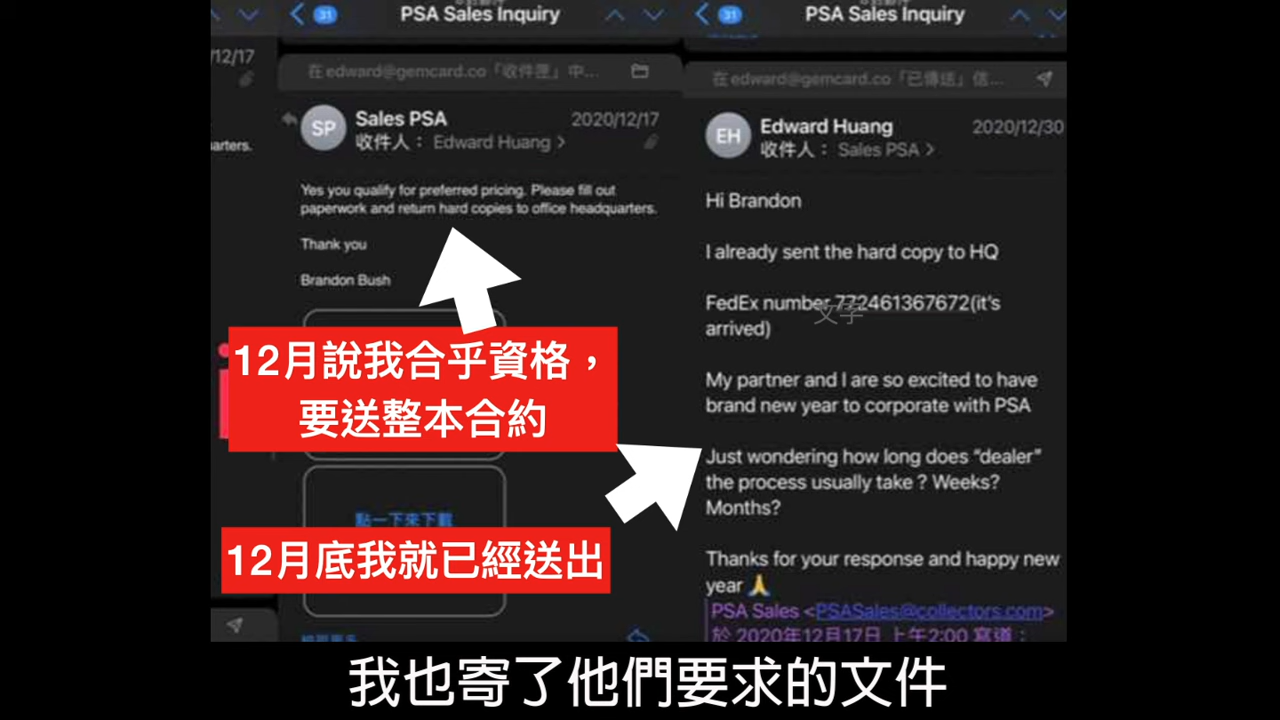 31
PSA Sales Inquiry
31
PSA Sales Inquiry
/12/17
arters.
在edward@gemcard.co「收件匣」中...
SP
Sales PSA
2020/12/17
收件人： Edward Huang >
Yes you qualify for preferred pricing. Please fill out
paperwork and return hard copies to office headquarters.
Thank you
Brandon Bush
點一下來下載
在edward@gemcard.co「已傳送」信...
EH
Edward Huang
2020/12/30
收件人： Sales PSA >
Hi Brandon
I already sent the hard copy to HQ
FedEx number 772461367672(it's
arrived)
文字
My partner and I are so excited to have
brand new year to corporate with PSA
Just wondering how long does “dealer”
the process usually take ? Weeks?
Months?
Thanks for your response and happy new
year 🙏
PSA Sales <PSASales@collectors.com>
於 2020年12月17日 上午2:00 寫道：
12月說我合乎資格，
要送整本合約
12月底我就已經送出
我也寄了他們要求的文件